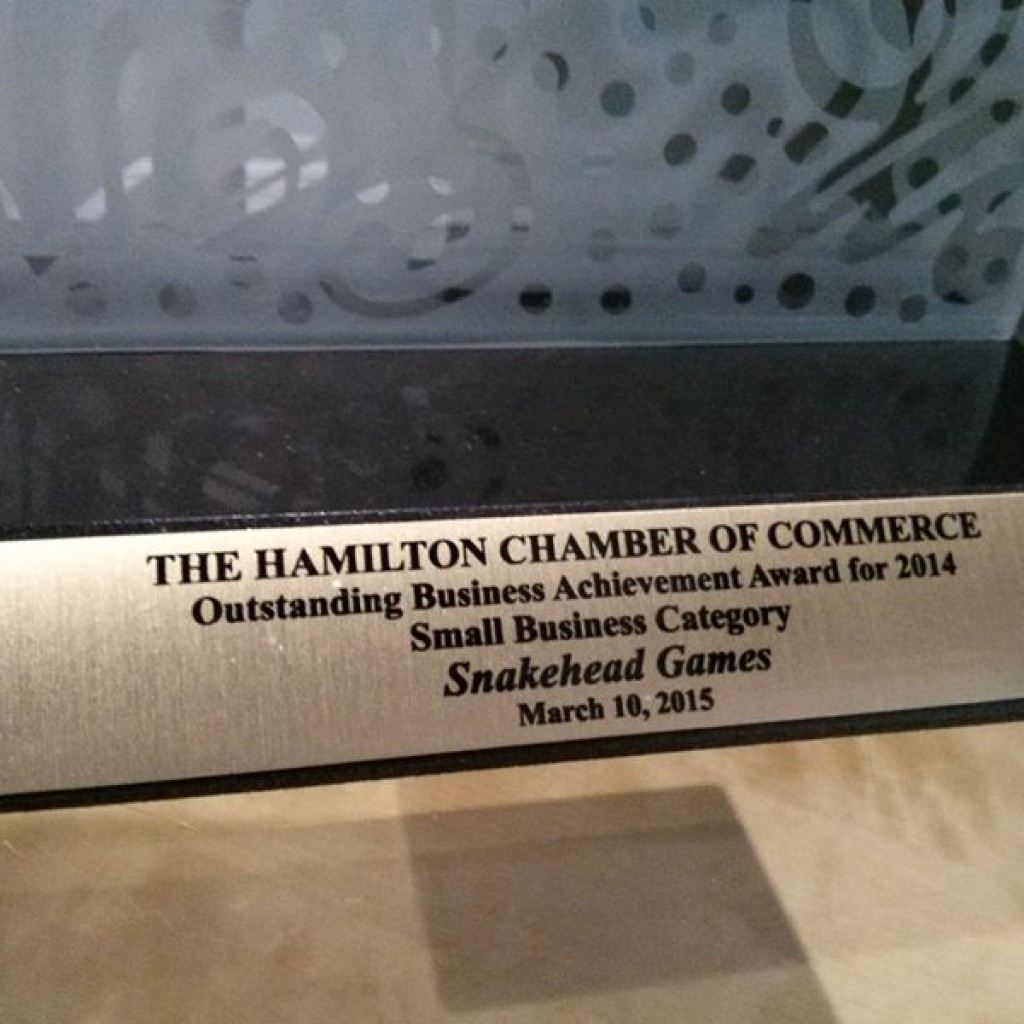 THE HAMILTON CHAMBER OF COMMERCE
Outstanding Business Achievement Award for 2014
Small Business Category
Snakehead Games
March 10, 2015